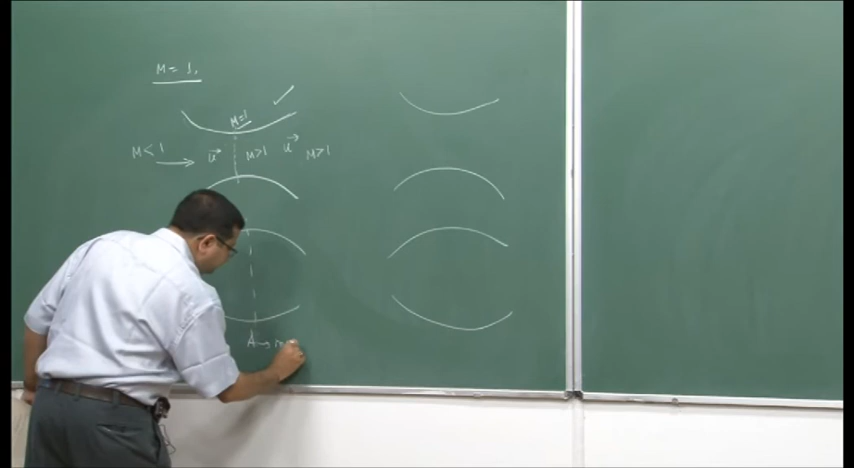 M = 1,
M=1
M<1 → u⃗ M>1 u⃗ M>1
A → m